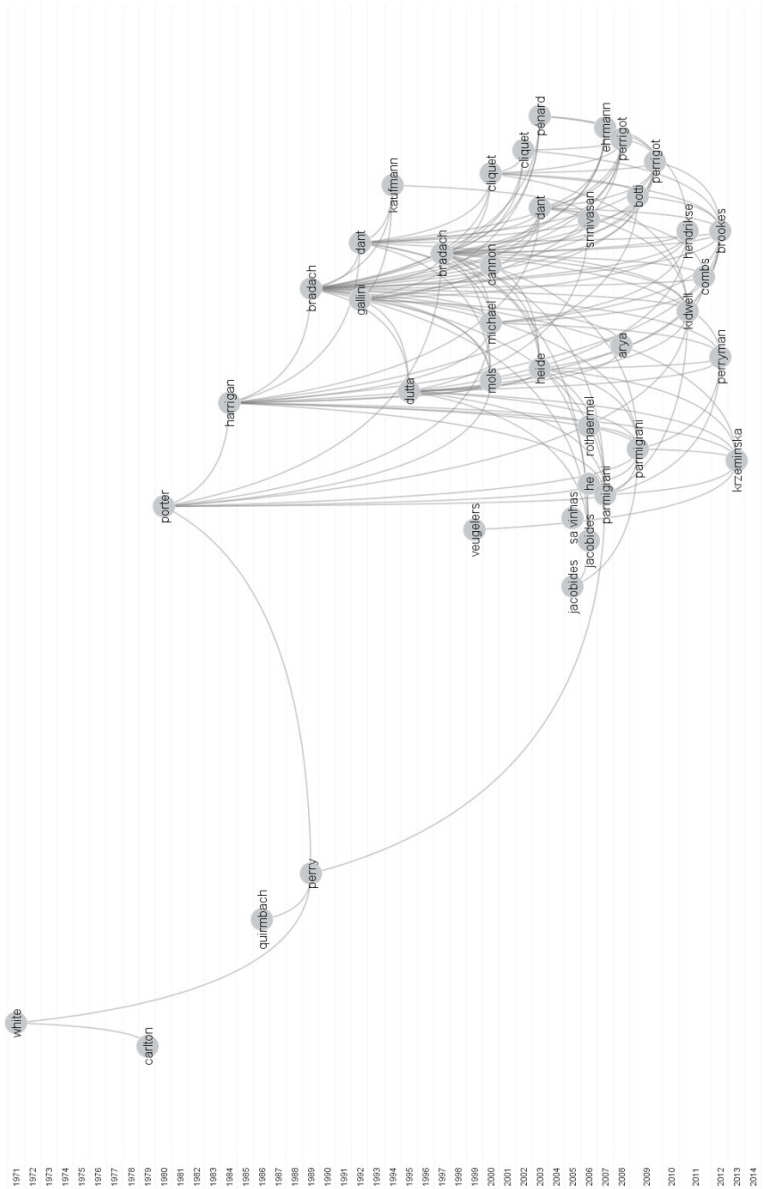 penard
ehrmann
perrigot
cliquet
perrigot
cliquet
kaufmann
botti
dant
srinivasan
hendrikse
brookes
dant
bradach
cannon
combs
bradach
gallini
kidwell
michael
arya
perryman
heide
mols
dutta
harrigan
rothaermel
parmigiani
krzeminska
he
parmigiani
porter
sa vinhas
veugelers
jacobides
jacobides
perry
quirmbach
white
carlton
1971
1972
1973
1974
1975
1976
1977
1978
1979
1980
1981
1982
1983
1984
1985
1986
1987
1988
1989
1990
1991
1992
1993
1994
1995
1996
1997
1998
1999
2000
2001
2002
2003
2004
2005
2006
2007
2008
2009
2010
2011
2012
2013
2014